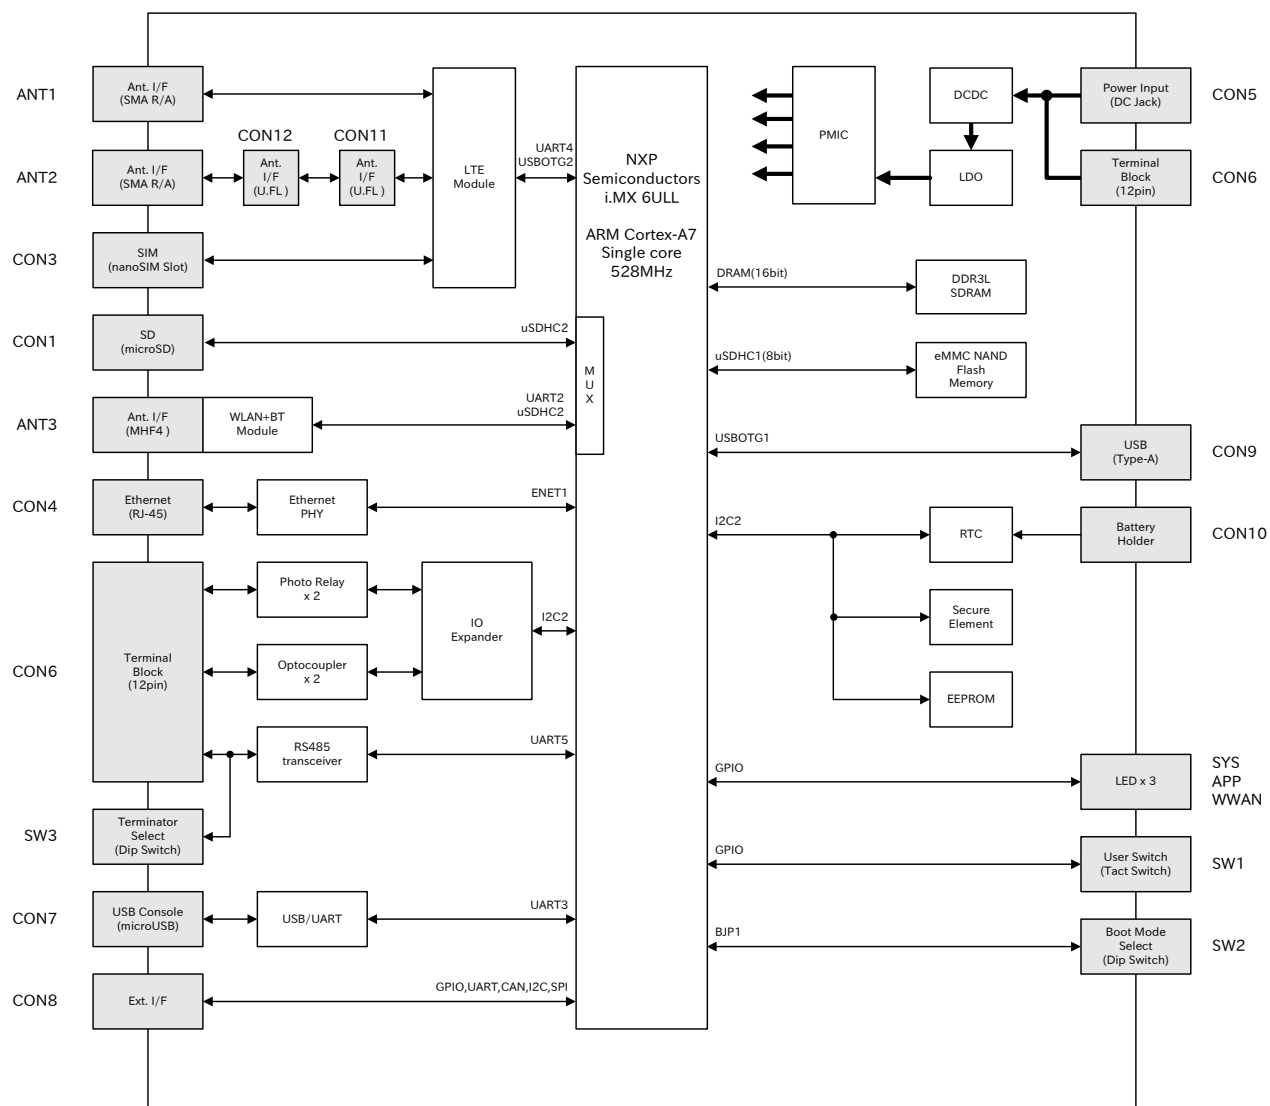 ANT1
Ant. I/F
(SMA R/A)
CON12
CON11
ANT2
Ant. I/F
(SMA R/A)
Ant.
I/F
(U.FL )
Ant.
I/F
(U.FL )
LTE
Module
UART4
USBOTG2
CON3
SIM
(nanoSIM Slot)
CON1
SD
(microSD)
uSDHC2
ANT3
Ant. I/F
(MHF4 )
WLAN+BT
Module
UART2
uSDHC2
M
U
X
CON4
Ethernet
(RJ-45)
Ethernet
PHY
ENET1
CON6
Terminal
Block
(12pin)
Photo Relay
x 2
Optocoupler
x 2
IO
Expander
I2C2
RS485
transceiver
UART5
SW3
Terminator
Select
(Dip Switch)
CON7
USB Console
(microUSB)
USB/UART
UART3
CON8
Ext. I/F
GPIO,UART,CAN,I2C,SPI
NXP
Semiconductors
i.MX 6ULL
ARM Cortex-A7
Single core
528MHz
PMIC
DCDC
LDO
Power Input
(DC Jack)
CON5
Terminal
Block
(12pin)
CON6
DRAM(16bit)
DDR3L
SDRAM
uSDHC1(8bit)
eMMC NAND
Flash
Memory
USBOTG1
USB
(Type-A)
CON9
I2C2
RTC
Battery
Holder
CON10
Secure
Element
EEPROM
GPIO
LED x 3
SYS
APP
WWAN
GPIO
User Switch
(Tact Switch)
SW1
BJP1
Boot Mode
Select
(Dip Switch)
SW2